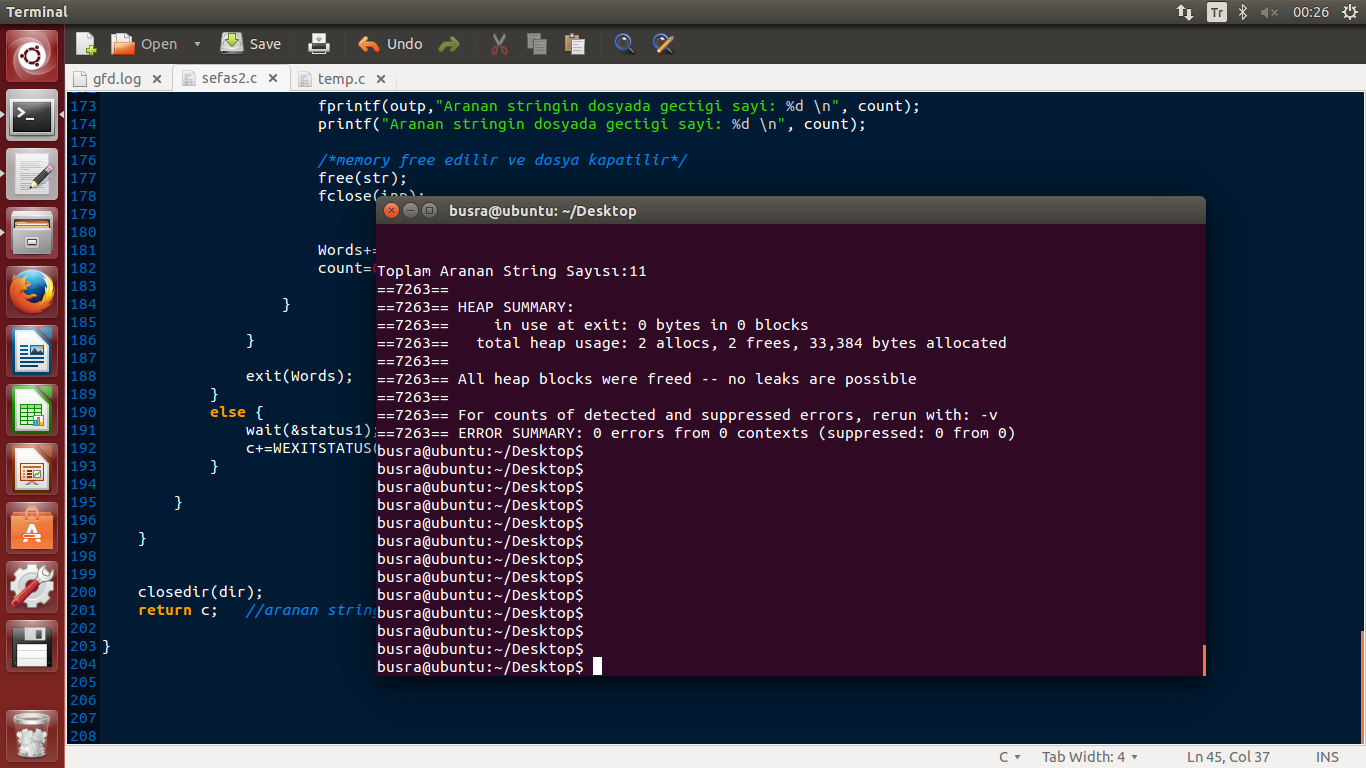 Terminal
Tr
00:26
Open
Save
Undo
gfd.log
sefas2.c
temp.c
173 fprintf(outp,"Aranan stringin dosyada gectigi sayi: %d \n", count);
174 printf("Aranan stringin dosyada gectigi sayi: %d \n", count);
175
176 /*memory free edilir ve dosya kapatilir*/
177 free(str);
178 fclose(inp);
179
180
181 Words+=
182 count=
183
184 }
185
186 }
187
188 exit(Words);
189 }
190 else {
191 wait(&status1);
192 c+=WEXITSTATUS(
193 }
194
195 }
196
197 }
198
199
200 closedir(dir);
201 return c; //aranan string
202
203 }
204
205
206
207
208
busra@ubuntu: ~/Desktop
Toplam Aranan String Sayısı:11
==7263==
==7263== HEAP SUMMARY:
==7263==     in use at exit: 0 bytes in 0 blocks
==7263==   total heap usage: 2 allocs, 2 frees, 33,384 bytes allocated
==7263==
==7263== All heap blocks were freed -- no leaks are possible
==7263==
==7263== For counts of detected and suppressed errors, rerun with: -v
==7263== ERROR SUMMARY: 0 errors from 0 contexts (suppressed: 0 from 0)
busra@ubuntu:~/Desktop$
busra@ubuntu:~/Desktop$
busra@ubuntu:~/Desktop$
busra@ubuntu:~/Desktop$
busra@ubuntu:~/Desktop$
busra@ubuntu:~/Desktop$
busra@ubuntu:~/Desktop$
busra@ubuntu:~/Desktop$
busra@ubuntu:~/Desktop$
busra@ubuntu:~/Desktop$
busra@ubuntu:~/Desktop$
busra@ubuntu:~/Desktop$
busra@ubuntu:~/Desktop$
C
Tab Width: 4
Ln 45, Col 37
INS